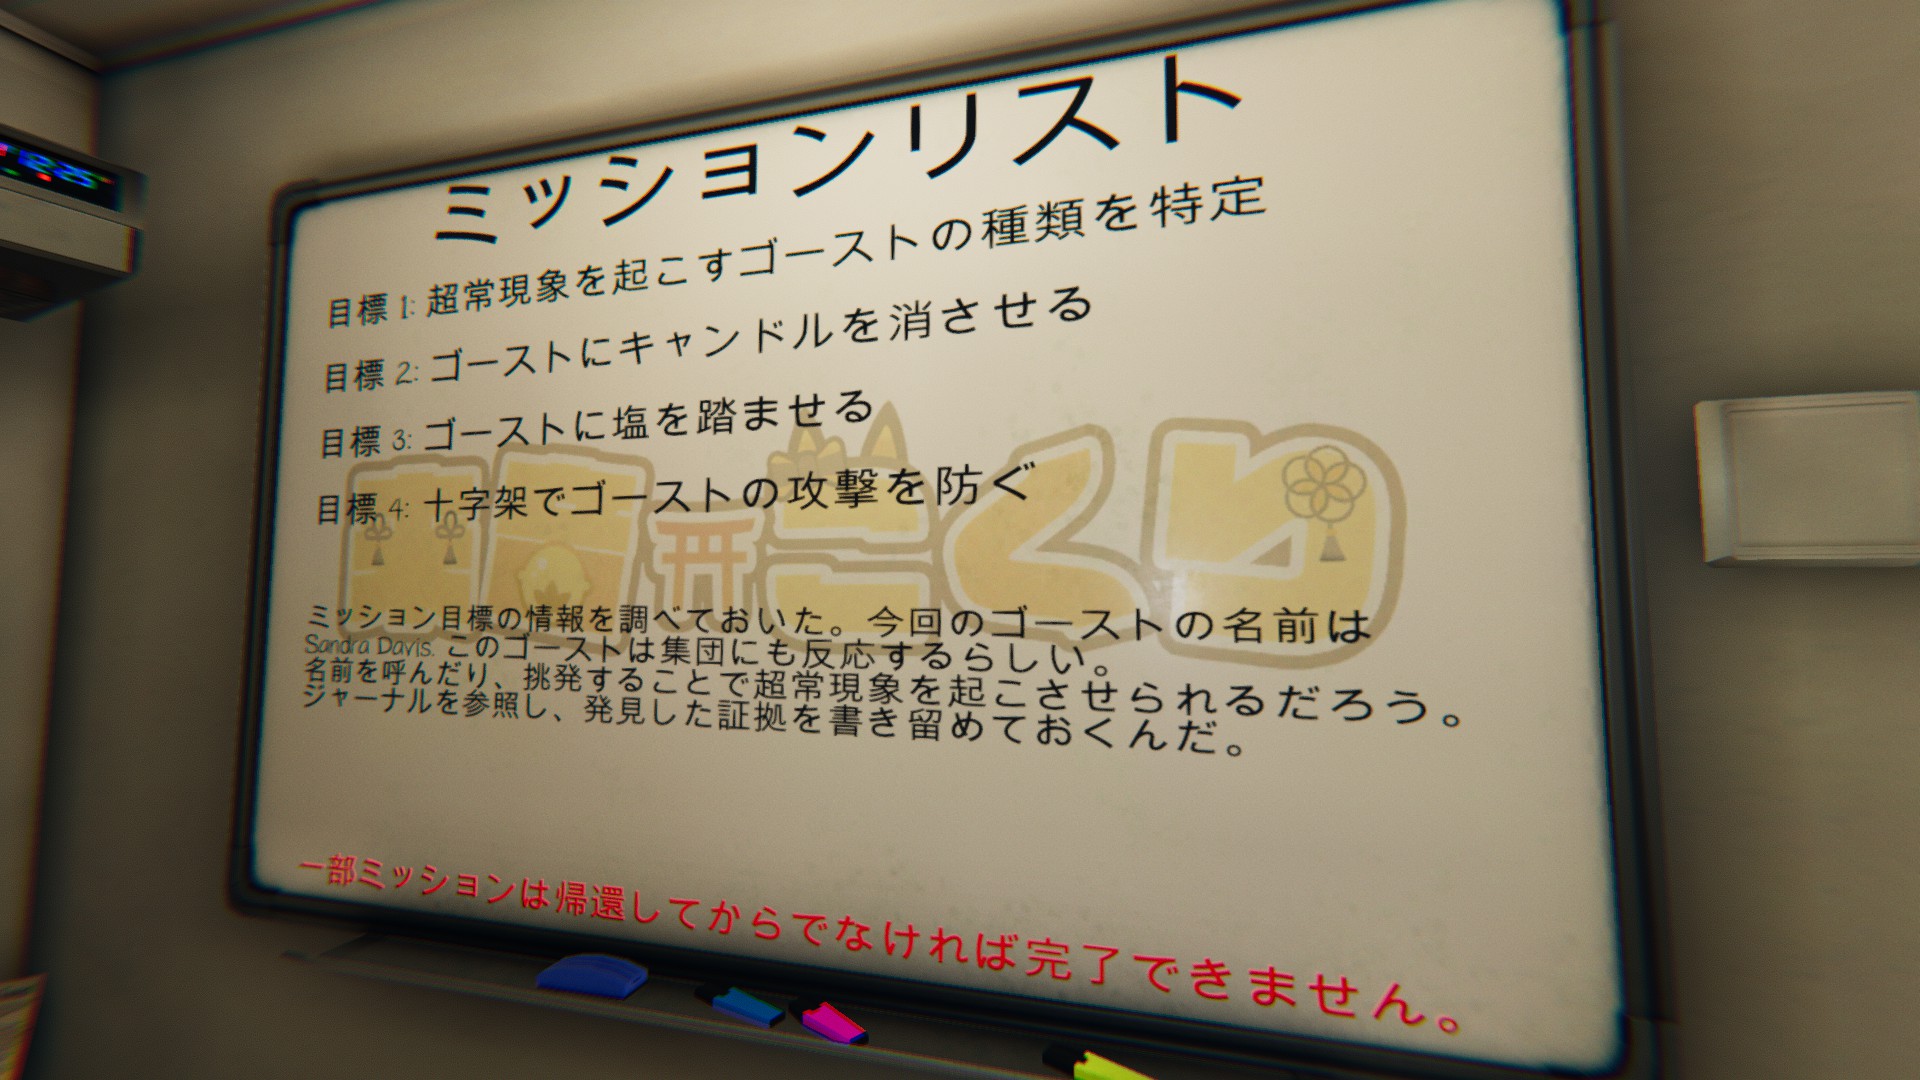 ミッションリスト
目標 1: 超常現象を起こすゴーストの種類を特定
目標 2: ゴーストにキャンドルを消させる
目標 3: ゴーストに塩を踏ませる
目標 4: 十字架でゴーストの攻撃を防ぐ
ミッション目標の情報を調べておいた。今回のゴーストの名前は
Sandra Davis. このゴーストは集団にも反応するらしい。
名前を呼んだり、挑発することで超常現象を起こさせられるだろう。
ジャーナルを参照し、発見した証拠を書き留めておくんだ。
一部ミッションは帰還してからでなければ完了できません。